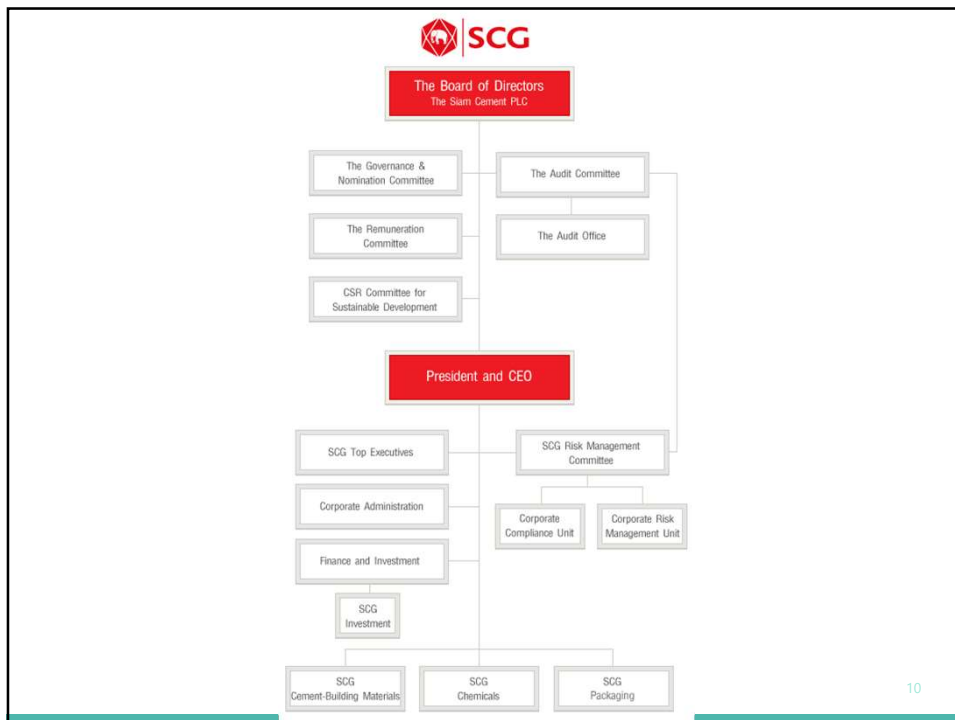 SCG
The Board of Directors
The Siam Cement PLC
The Governance &
Nomination Committee
The Audit Committee
The Remuneration
Committee
The Audit Office
CSR Committee for
Sustainable Development
President and CEO
SCG Top Executives
SCG Risk Management
Committee
Corporate Administration
Corporate
Compliance Unit
Corporate Risk
Management Unit
Finance and Investment
SCG
Investment
SCG
Cement-Building Materials
SCG
Chemicals
SCG
Packaging
10